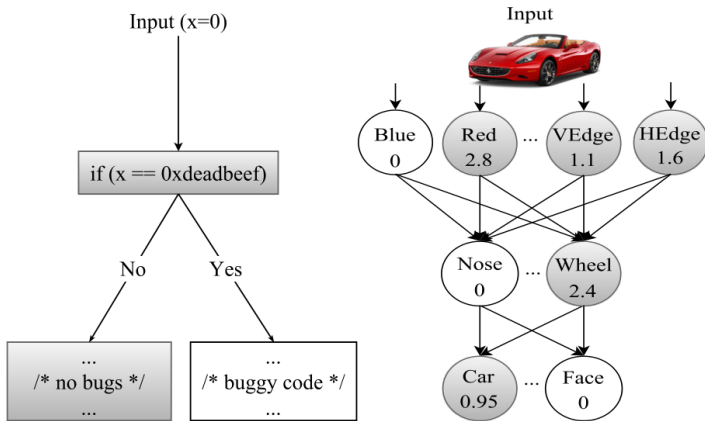 Input (x=0)
if (x == 0xdeadbeef)
No
Yes
...
/* no bugs */
...
...
/* buggy code */
...
Input
Blue
0
Red
2.8
...
VEdge
1.1
HEdge
1.6
Nose
0
...
Wheel
2.4
Car
0.95
...
Face
0